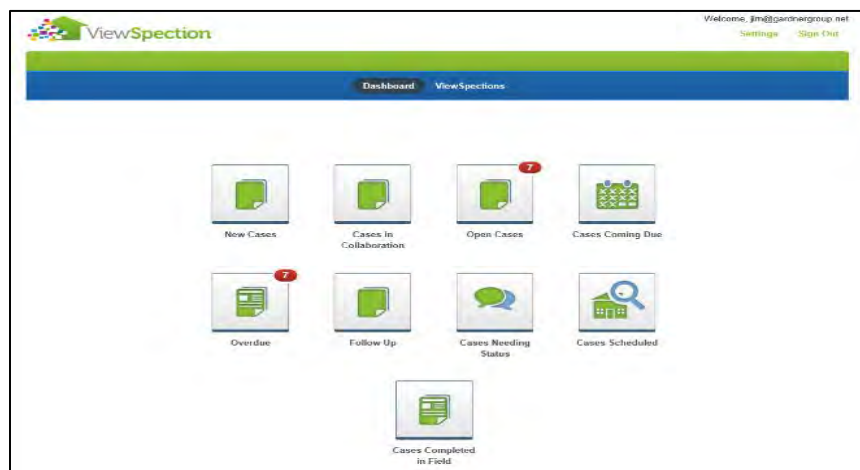 Welcome, jim@gardnergroup.net
ViewSpection
Settings Sign Out
Dashboard ViewSpections
7
New Cases
Cases in
Collaboration
Open Cases
Cases Coming Due
7
Overdue
Follow Up
Cases Needing
Status
Cases Scheduled
Cases Completed
in Field